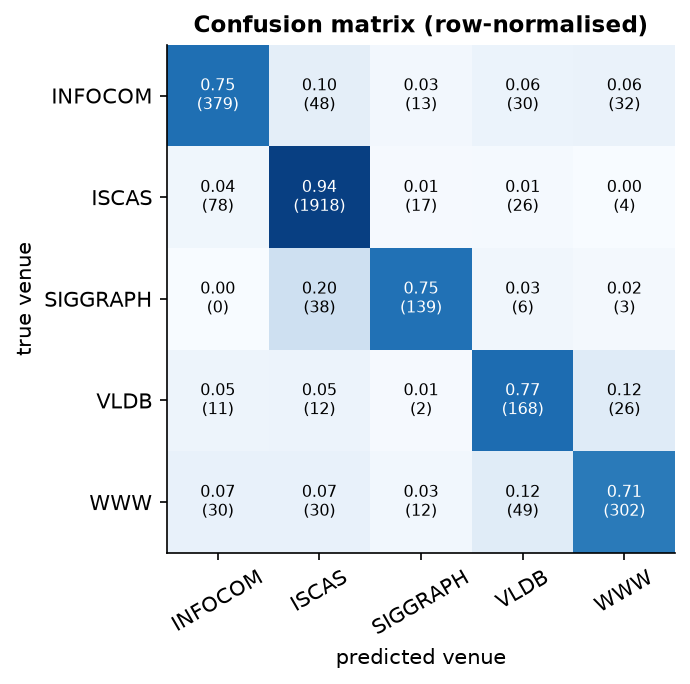 Confusion matrix (row-normalised)
true venue
INFOCOM
0.75 0.10 0.03 0.06 0.06
(379) (48) (13) (30) (32)
ISCAS
0.04 0.94 0.01 0.01 0.00
(78) (1918) (17) (26) (4)
SIGGRAPH
0.00 0.20 0.75 0.03 0.02
(0) (38) (139) (6) (3)
VLDB
0.05 0.05 0.01 0.77 0.12
(11) (12) (2) (168) (26)
WWW
0.07 0.07 0.03 0.12 0.71
(30) (30) (12) (49) (302)
INFOCOM ISCAS SIGGRAPH VLDB WWW
predicted venue